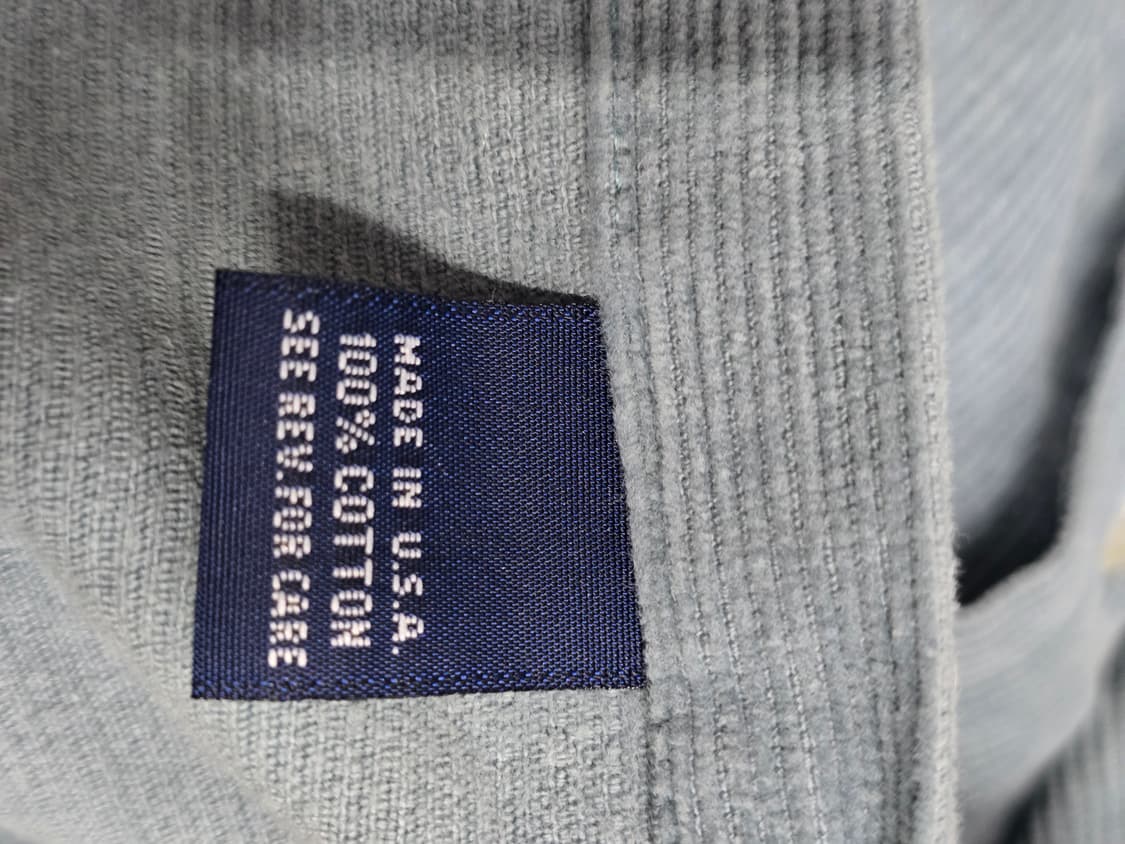 MADE IN U.S.A.
100% COTTON
SEE REV.FOR CARE